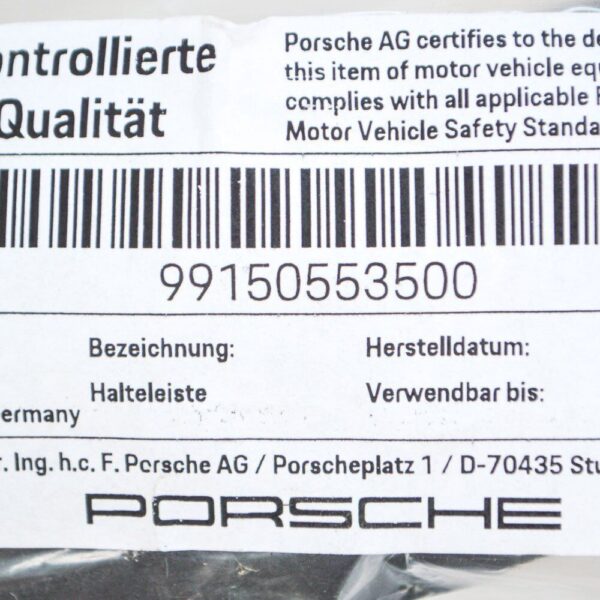 ontrollierte
Qualität
Porsche AG certifies to the de
this item of motor vehicle equ
complies with all applicable F
Motor Vehicle Safety Standa
99150553500
Bezeichnung:
Halteleiste
ermany
Herstelldatum:
Verwendbar bis:
r. Ing. h.c. F. Porsche AG / Porscheplatz 1 / D-70435 Stu
PORSCHE